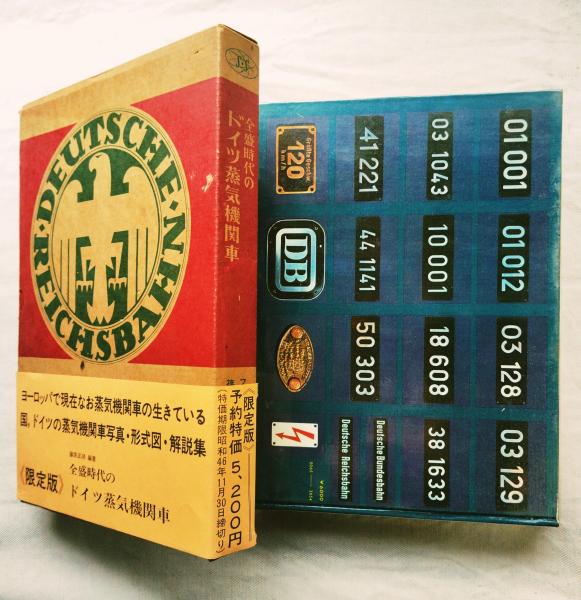 DEUTSCHE·
REICHSBAHN·
全盛時代の
ドイツ蒸気機関車
ヨーロッパで現在なお蒸気機関車の生きている
国。ドイツの蒸気機関車写真・形式図・解説集
全盛時代の
《限定版》ドイツ蒸気機関車
《限定版》
予約特価5,200円
(特価期限昭和46年11月30日締切り)
120
km/h
41 221
03 1043
01 001
DB
44 1141
10 001
01 012
50 303
18 608
03 128
Deutsche Reichsbahn
Deutsche Bundesbahn
38 1633
03 129
¥6000